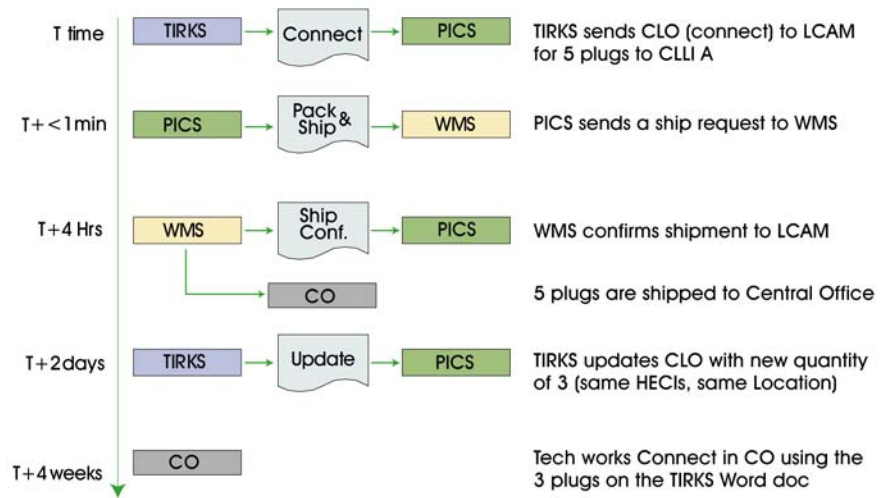 T time
TIRKS
Connect
PICS
TIRKS sends CLO (connect) to LCAM
for 5 plugs to CLLI A
T+<1min
PICS
Pack &
Ship
WMS
PICS sends a ship request to WMS
T+4 Hrs
WMS
Ship
Conf.
PICS
WMS confirms shipment to LCAM
CO
5 plugs are shipped to Central Office
T+2days
TIRKS
Update
PICS
TIRKS updates CLO with new quantity
of 3 (same HECIs, same Location)
T+4weeks
CO
Tech works Connect in CO using the
3 plugs on the TIRKS Word doc